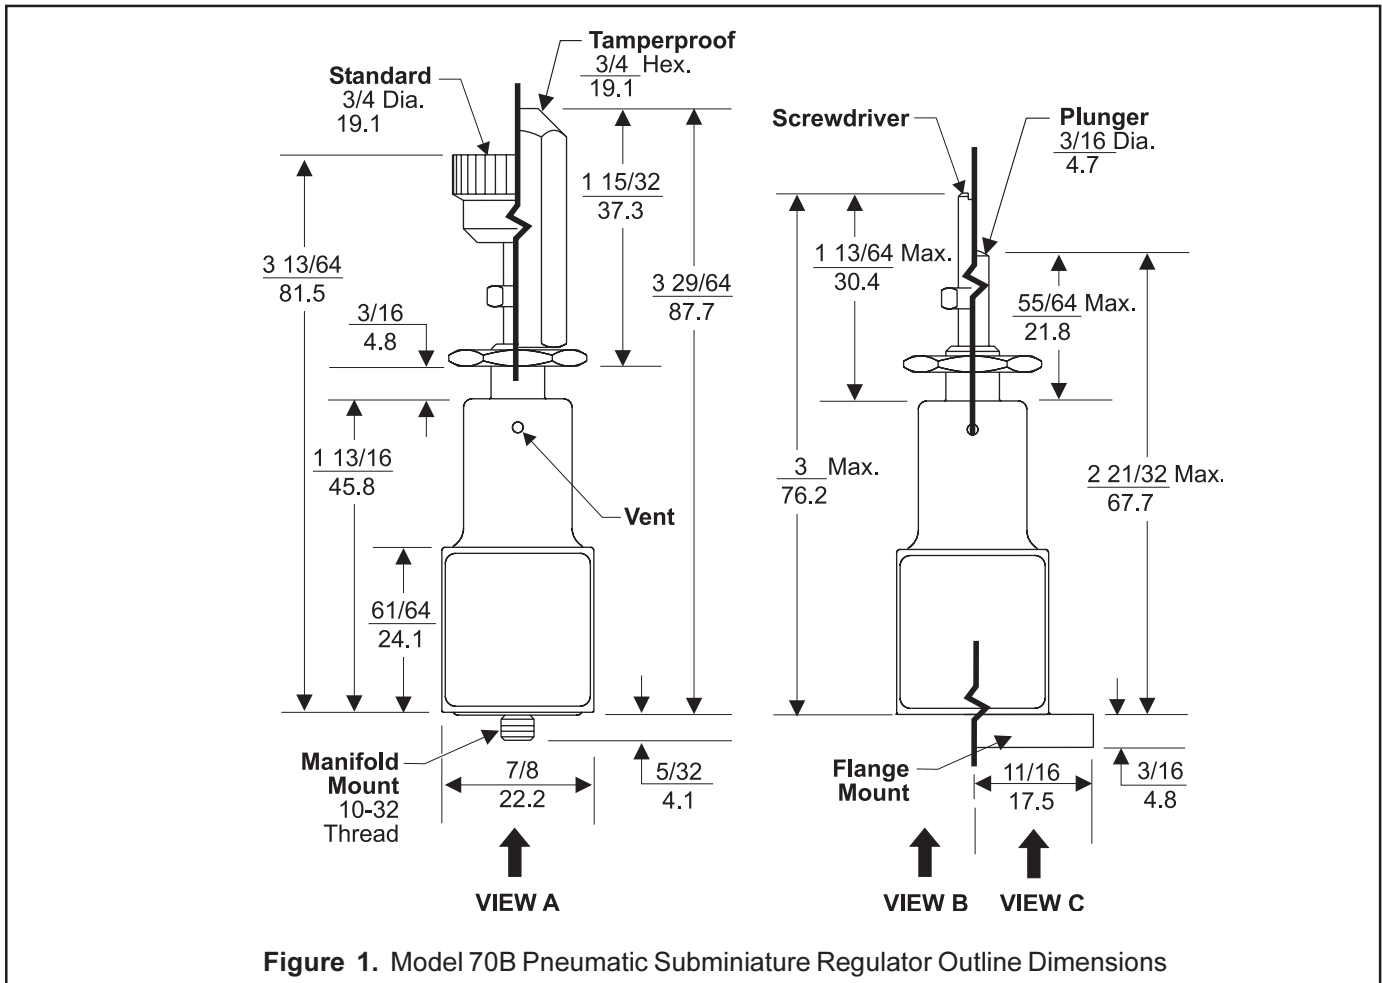 Tamperproof
3/4 Hex.
19.1
Standard
3/4 Dia.
19.1
1 15/32
37.3
3 13/64
81.5
3 29/64
87.7
3/16
4.8
1 13/16
45.8
Vent
61/64
24.1
Manifold
Mount
10-32
Thread
7/8
22.2
5/32
4.1
VIEW A
Screwdriver
Plunger
3/16 Dia.
4.7
1 13/64 Max.
30.4
55/64 Max.
21.8
3 Max.
76.2
2 21/32 Max.
67.7
Flange
Mount
11/16
17.5
3/16
4.8
VIEW B
VIEW C
Figure 1. Model 70B Pneumatic Subminiature Regulator Outline Dimensions